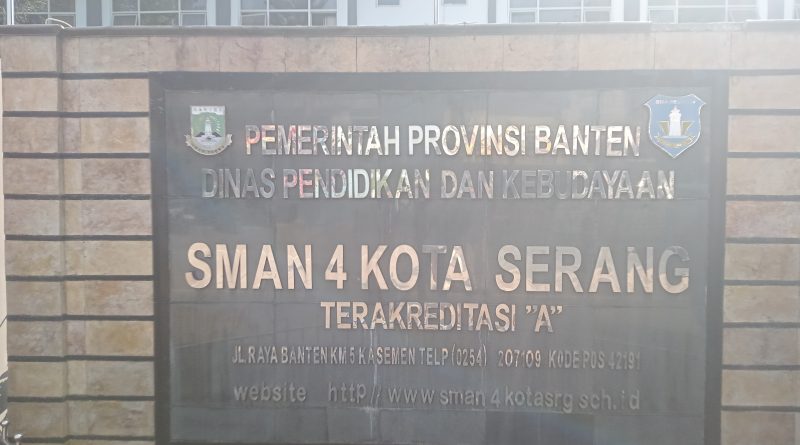 PEMERINTAH PROVINSI BANTEN
DINAS PENDIDIKAN DAN KEBUDAYAAN
SMAN 4 KOTA SERANG
TERAKREDITASI "A"
JL. RAYA BANTEN KM 5 KASEMEN TELP (0254) 207109 KODE POS 42191
website http//www sman 4 kotasrg sch.id
BANTEN